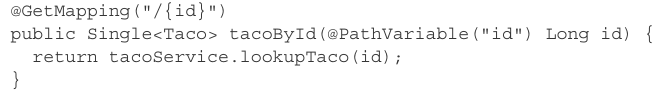 @GetMapping("/{id}")
public Single<Taco> tacoById(@PathVariable("id") Long id) {
  return tacoService.lookupTaco(id);
}